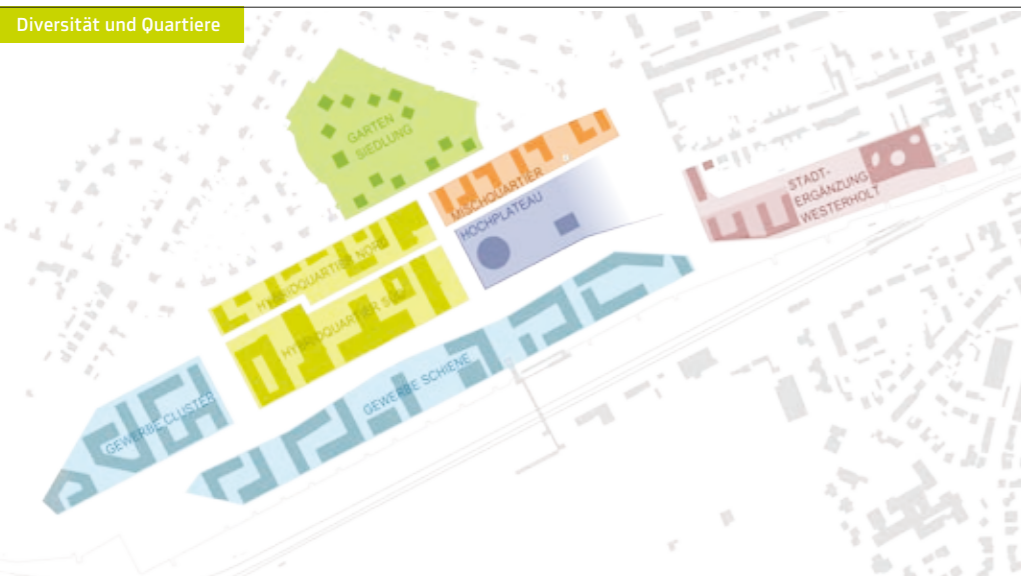 Diversität und Quartiere
GARTEN
SIEDLUNG
MISCHQUARTIER
HOCHPLATEAU
STADT-
ERGÄNZUNG
WESTERHOLT
HYBRIDQUARTIER NORD
HYBRIDQUARTIER SÜD
GEWERBE SCHIENE
GEWERBE CLUSTER